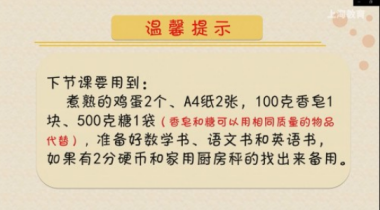 上海教育
温馨提示
下节课要用到：
煮熟的鸡蛋2个、A4纸2张，100克香皂1
块、500克糖1袋（香皂和糖可以用相同质量的物品
代替），准备好数学书、语文书和英语书，
如果有2分硬币和家用厨房秤的找出来备用。